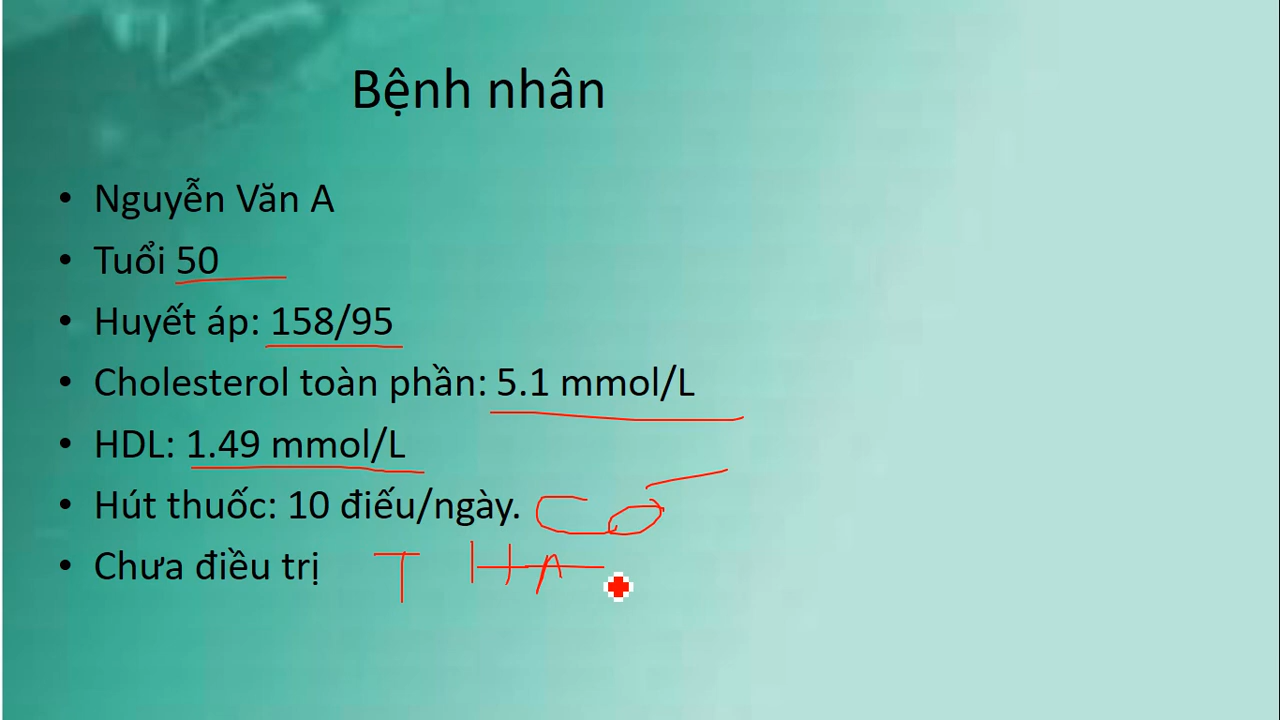 Bệnh nhân
• Nguyễn Văn A
• Tuổi 50
• Huyết áp: 158/95
• Cholesterol toàn phần: 5.1 mmol/L
• HDL: 1.49 mmol/L
• Hút thuốc: 10 điếu/ngày. Có
• Chưa điều trị T HA